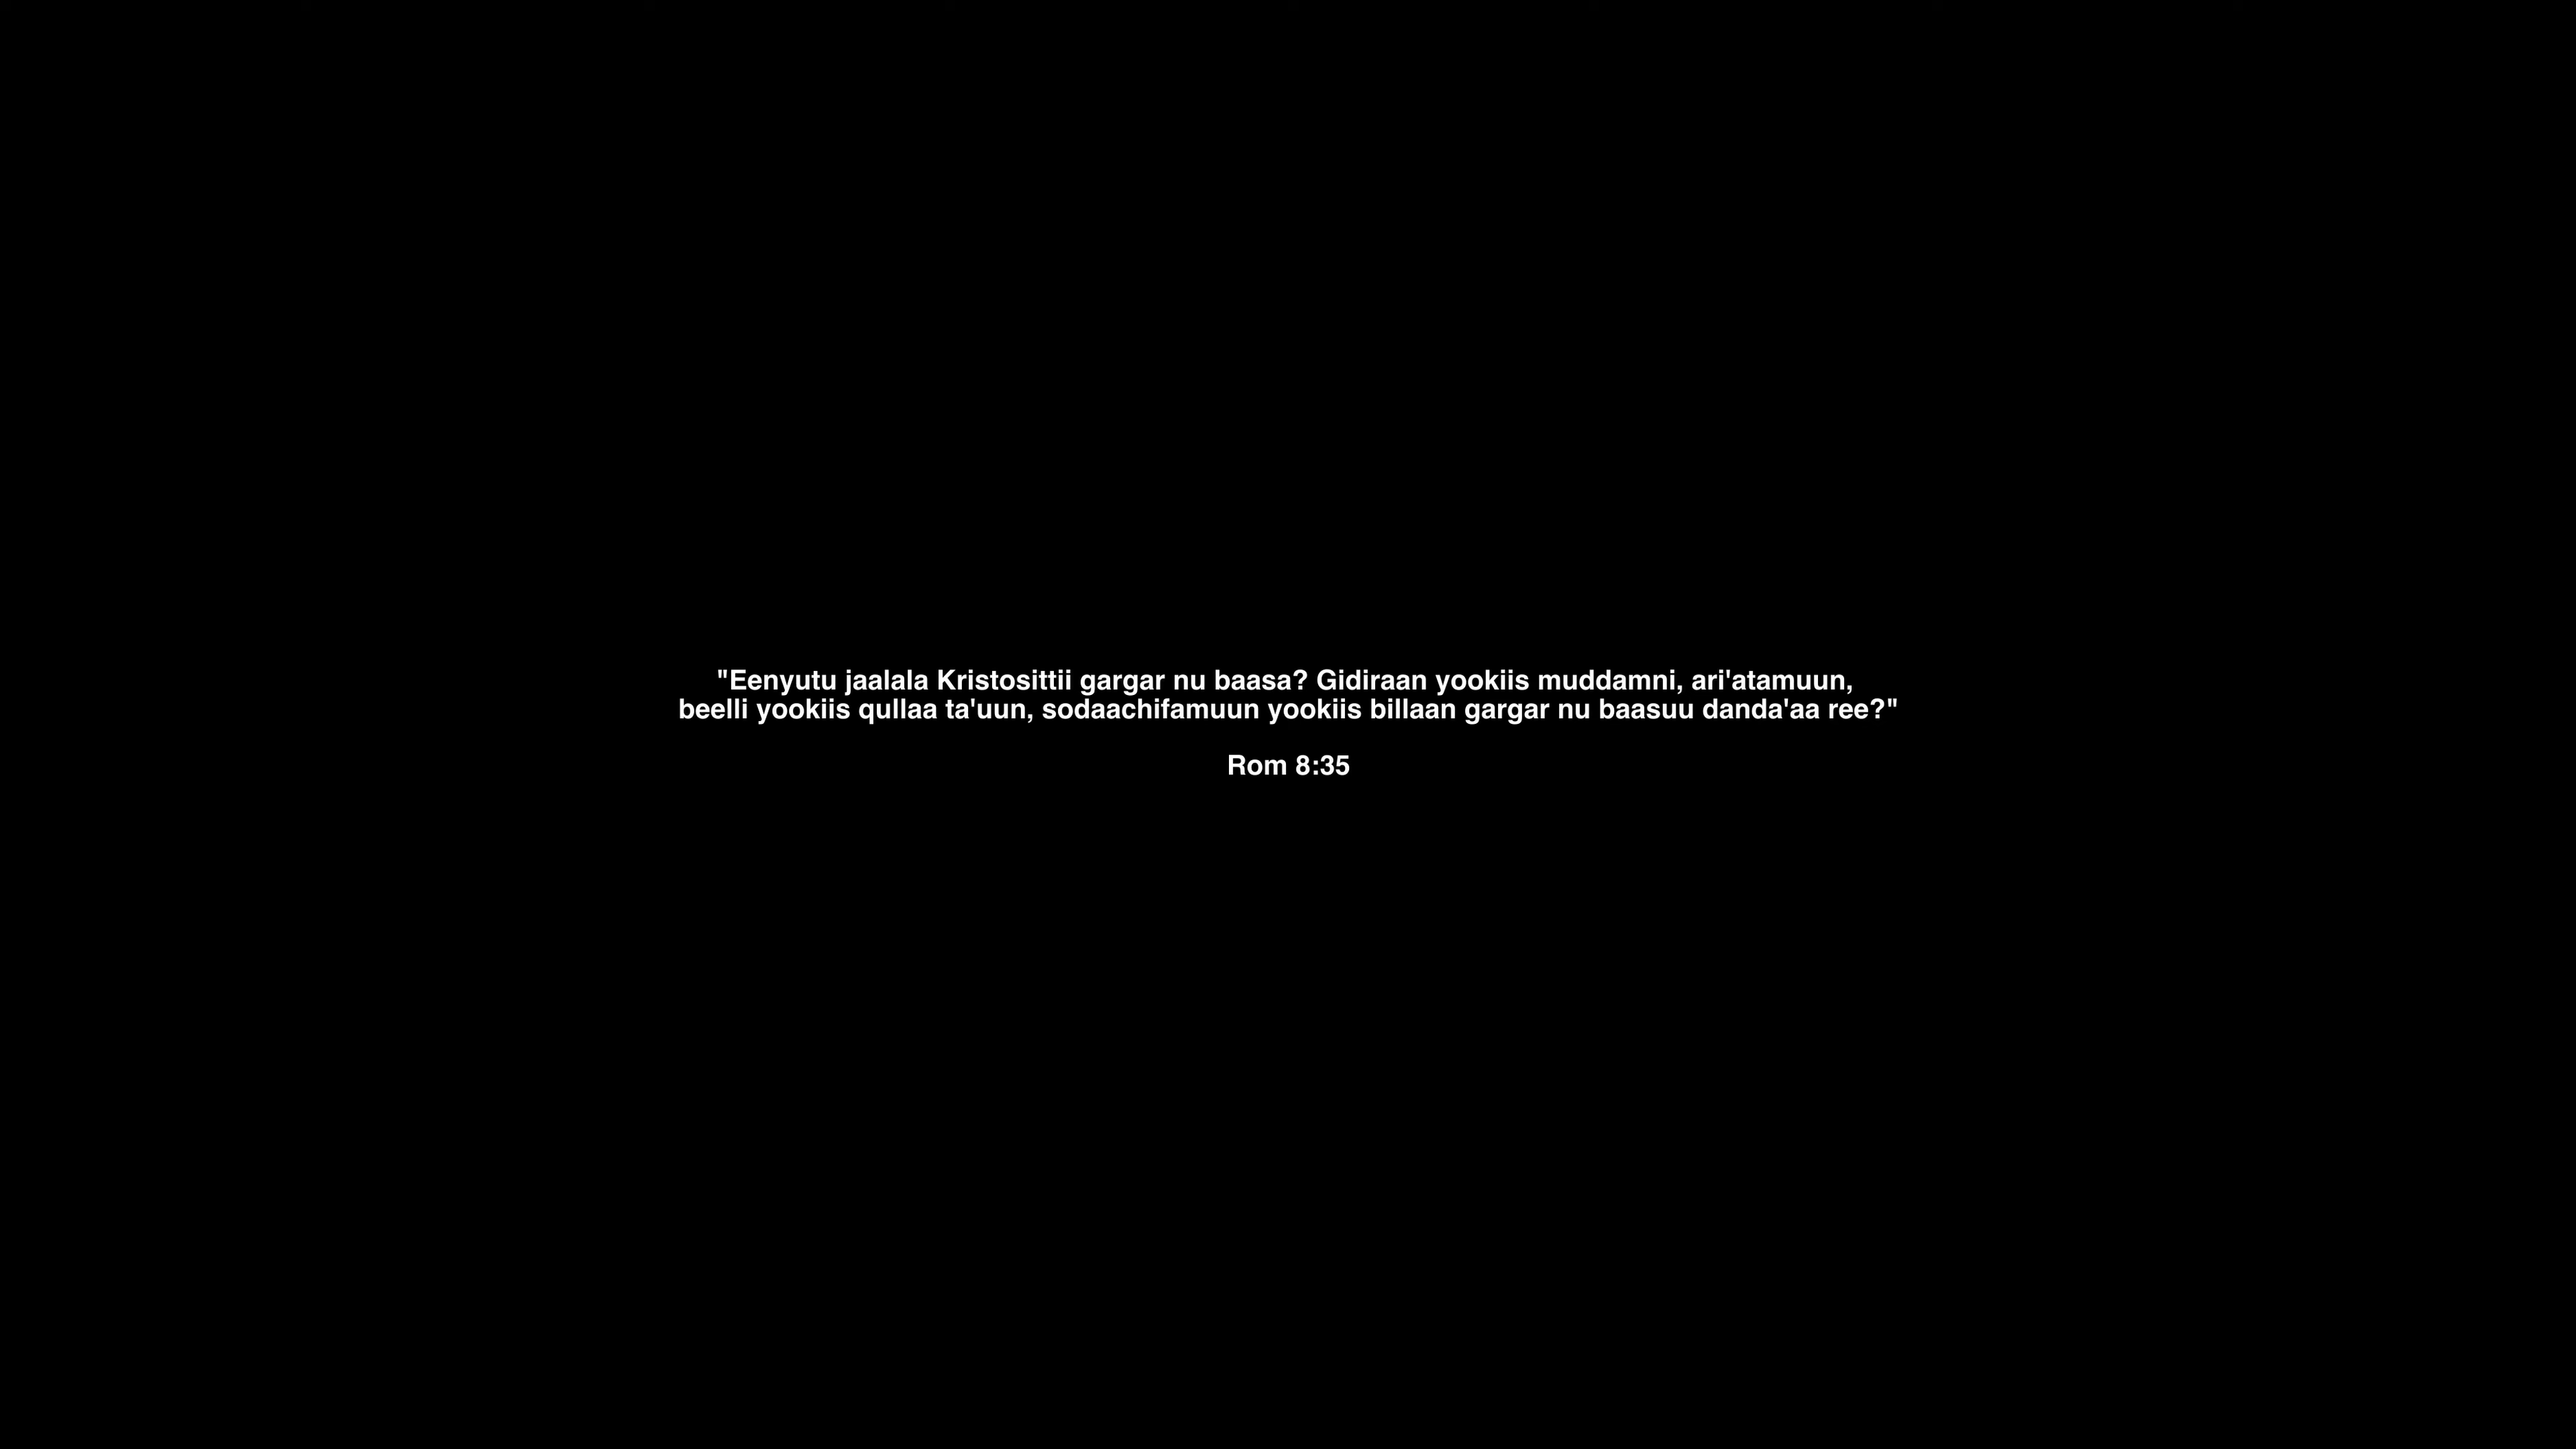 "Eenyutu jaalala Kristosittii gargar nu baasa? Gidiraan yookiis muddamni, ari'atamuun,
beelli yookiis qullaa ta'uun, sodaachifamuun yookiis billaan gargar nu baasuu danda'aa ree?"
Rom 8:35